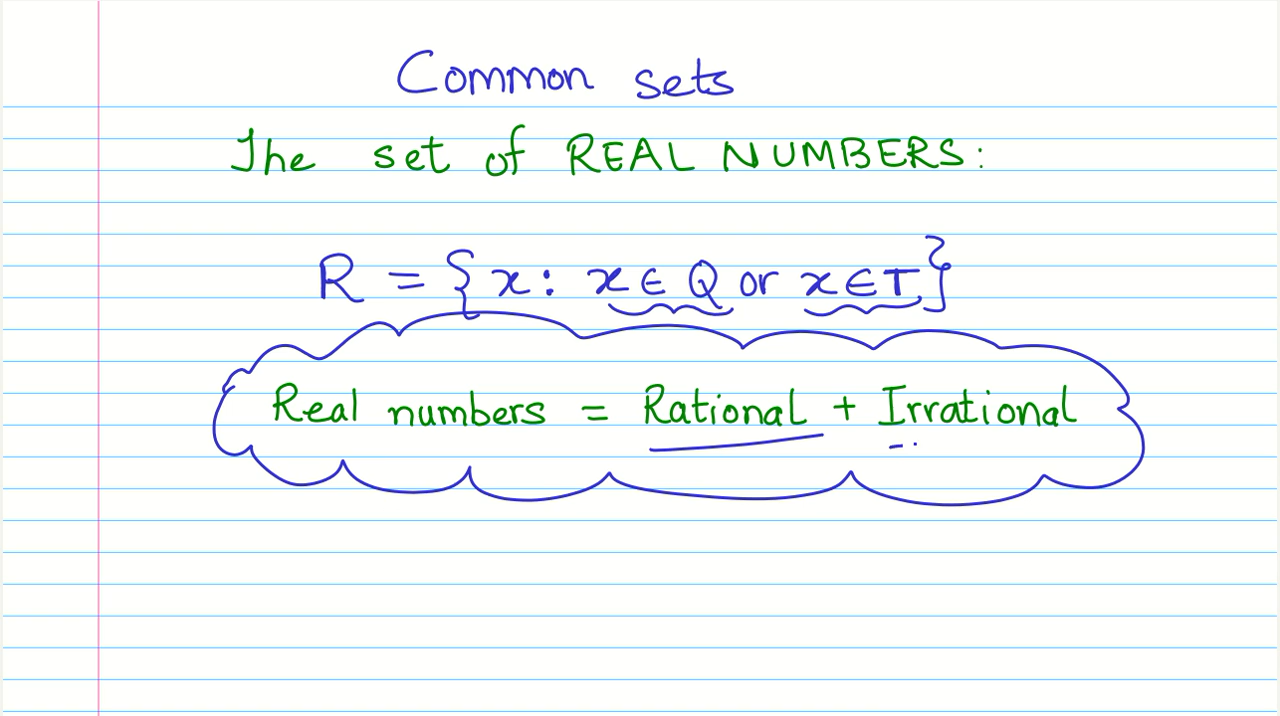 Common sets
The set of REAL NUMBERS:
R = { x : x ∈ Q or x ∈ T }
Real numbers = Rational + Irrational